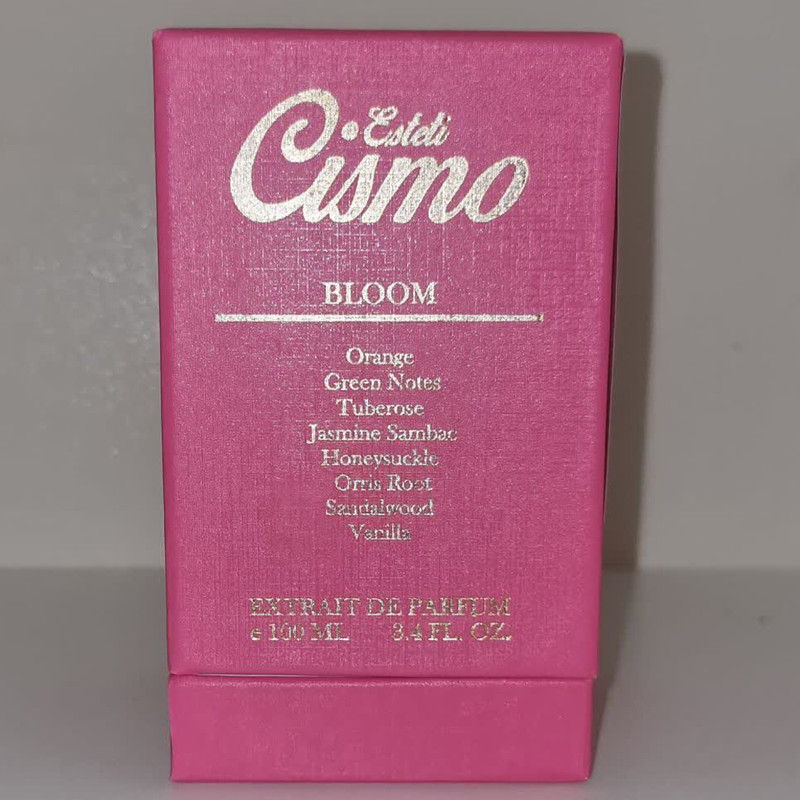 Esteti
Cismo
BLOOM
Orange
Green Notes
Tuberose
Jasmine Sambac
Honeysuckle
Orris Root
Sandalwood
Vanilla
EXTRAIT DE PARFUM
e 100 ML 3.4 FL. OZ.